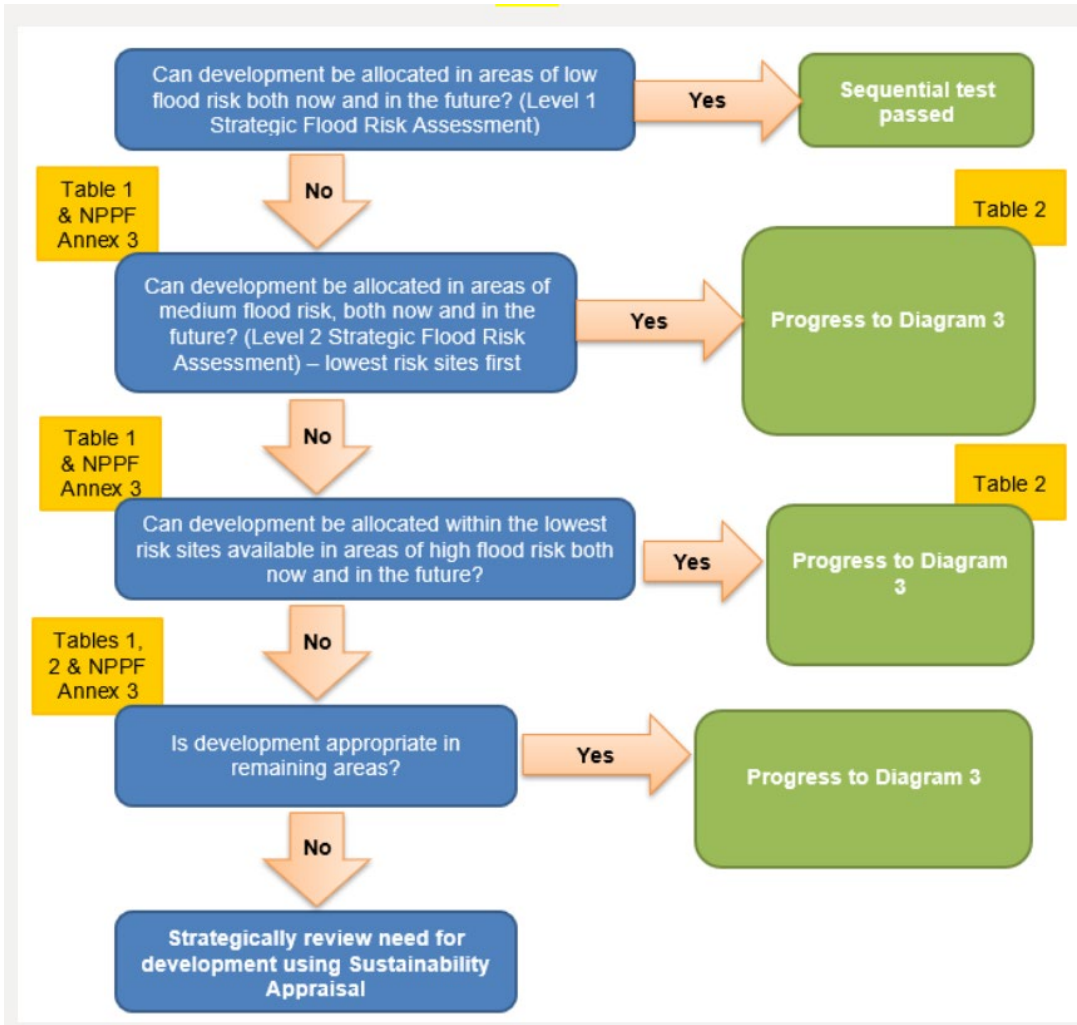 Can development be allocated in areas of low
flood risk both now and in the future? (Level 1
Strategic Flood Risk Assessment)
Yes
Sequential test
passed
No
Table 1
& NPPF
Annex 3
Table 2
Can development be allocated in areas of
medium flood risk, both now and in the
future? (Level 2 Strategic Flood Risk
Assessment) – lowest risk sites first
Yes
Progress to Diagram 3
No
Table 1
& NPPF
Annex 3
Table 2
Can development be allocated within the lowest
risk sites available in areas of high flood risk both
now and in the future?
Yes
Progress to Diagram
3
No
Tables 1,
2 & NPPF
Annex 3
Is development appropriate in
remaining areas?
Yes
Progress to Diagram 3
No
Strategically review need for
development using Sustainability
Appraisal